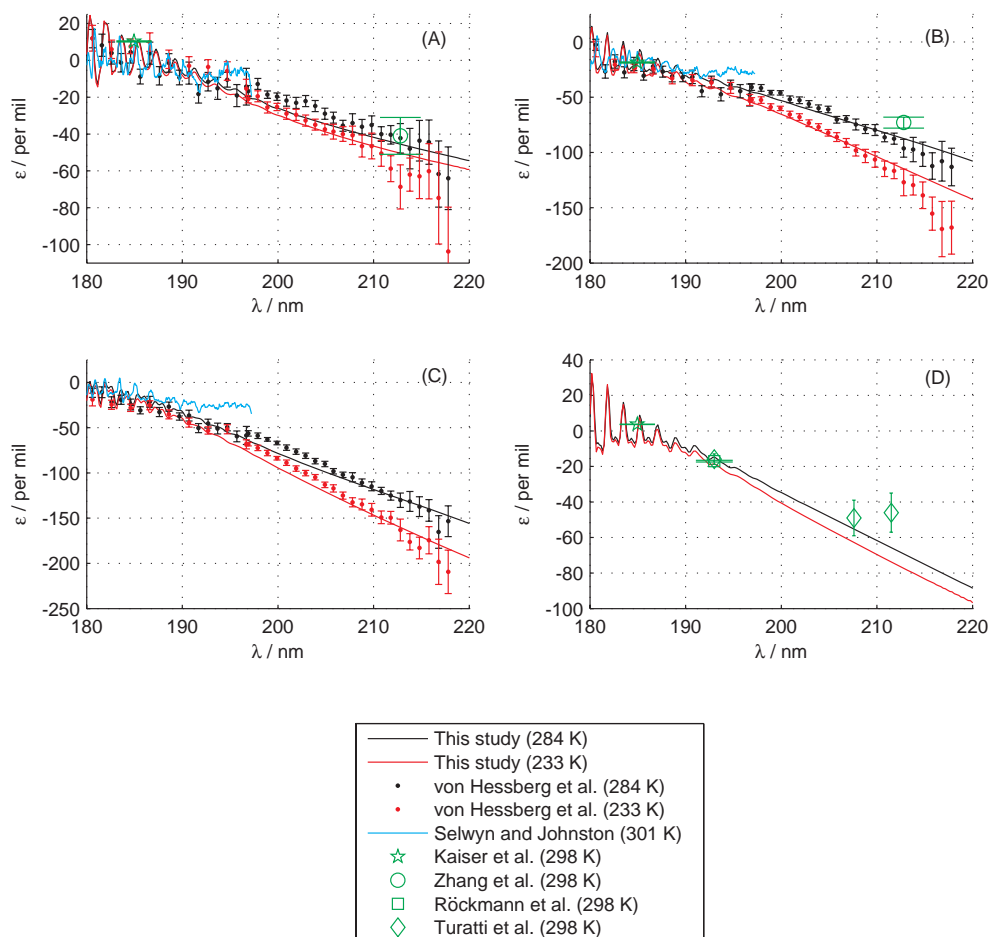 (A)
20
0
-20
-40
-60
-80
-100
ε / per mil
180 190 200 210 220
λ / nm
(B)
0
-50
-100
-150
-200
ε / per mil
180 190 200 210 220
λ / nm
(C)
0
-50
-100
-150
-200
-250
ε / per mil
180 190 200 210 220
λ / nm
(D)
40
20
0
-20
-40
-60
-80
-100
ε / per mil
180 190 200 210 220
λ / nm
This study (284 K)
This study (233 K)
von Hessberg et al. (284 K)
von Hessberg et al. (233 K)
Selwyn and Johnston (301 K)
Kaiser et al. (298 K)
Zhang et al. (298 K)
Röckmann et al. (298 K)
Turatti et al. (298 K)